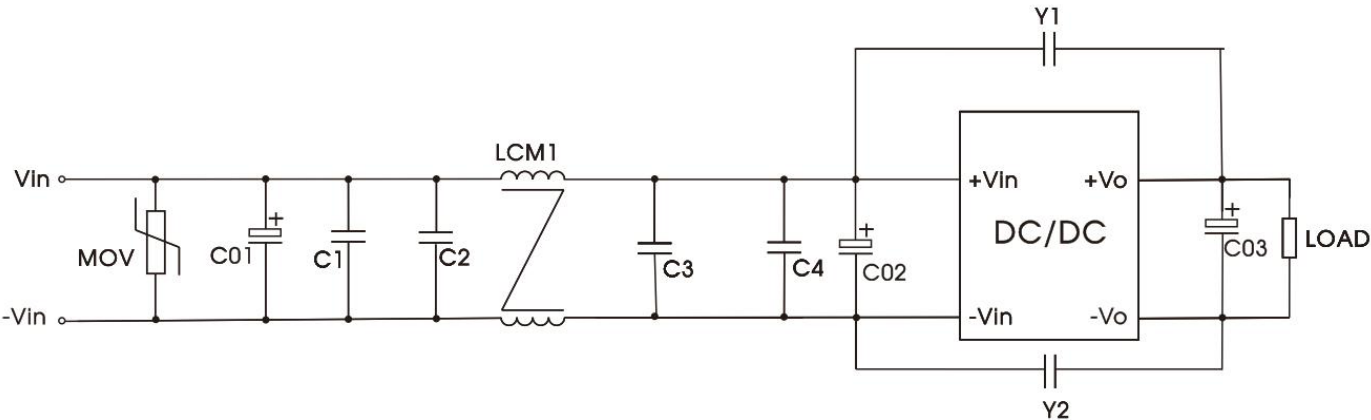 Y1
LCM1
Vin
+Vin
+Vo
MOV
C01
+
C1
C2
C3
C4
+
C02
DC/DC
+
C03
LOAD
-Vin
-Vin
-Vo
Y2